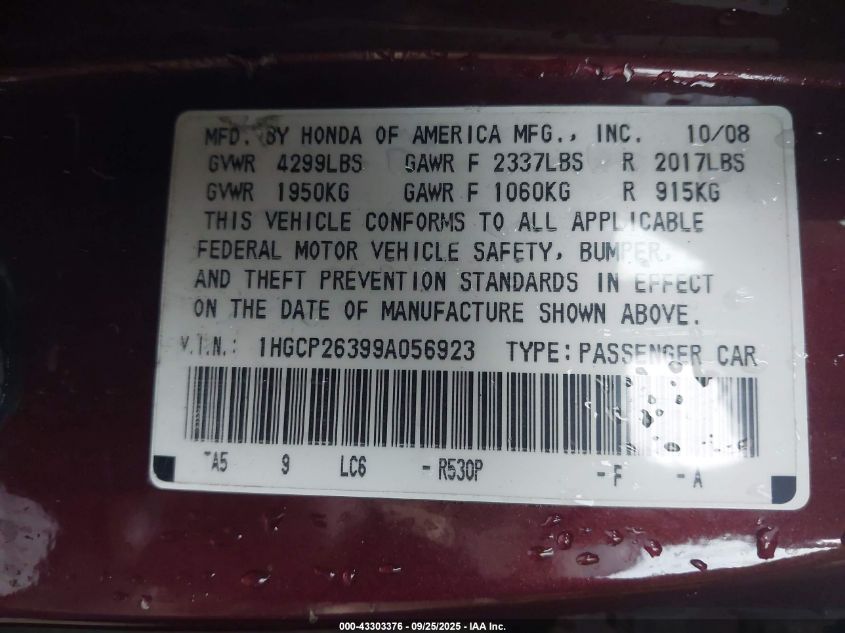 MFD. BY HONDA OF AMERICA MFG., INC. 10/08
GVWR 4299LBS GAWR F 2337LBS R 2017LBS
GVWR 1950KG GAWR F 1060KG R 915KG
THIS VEHICLE CONFORMS TO ALL APPLICABLE
FEDERAL MOTOR VEHICLE SAFETY, BUMPER,
AND THEFT PREVENTION STANDARDS IN EFFECT
ON THE DATE OF MANUFACTURE SHOWN ABOVE.
V.I.N.: 1HGCP26399A056923 TYPE: PASSENGER CAR
TA5 9 LC6 - R530P - F - A
000-43303376 - 09/25/2025 - IAA Inc.